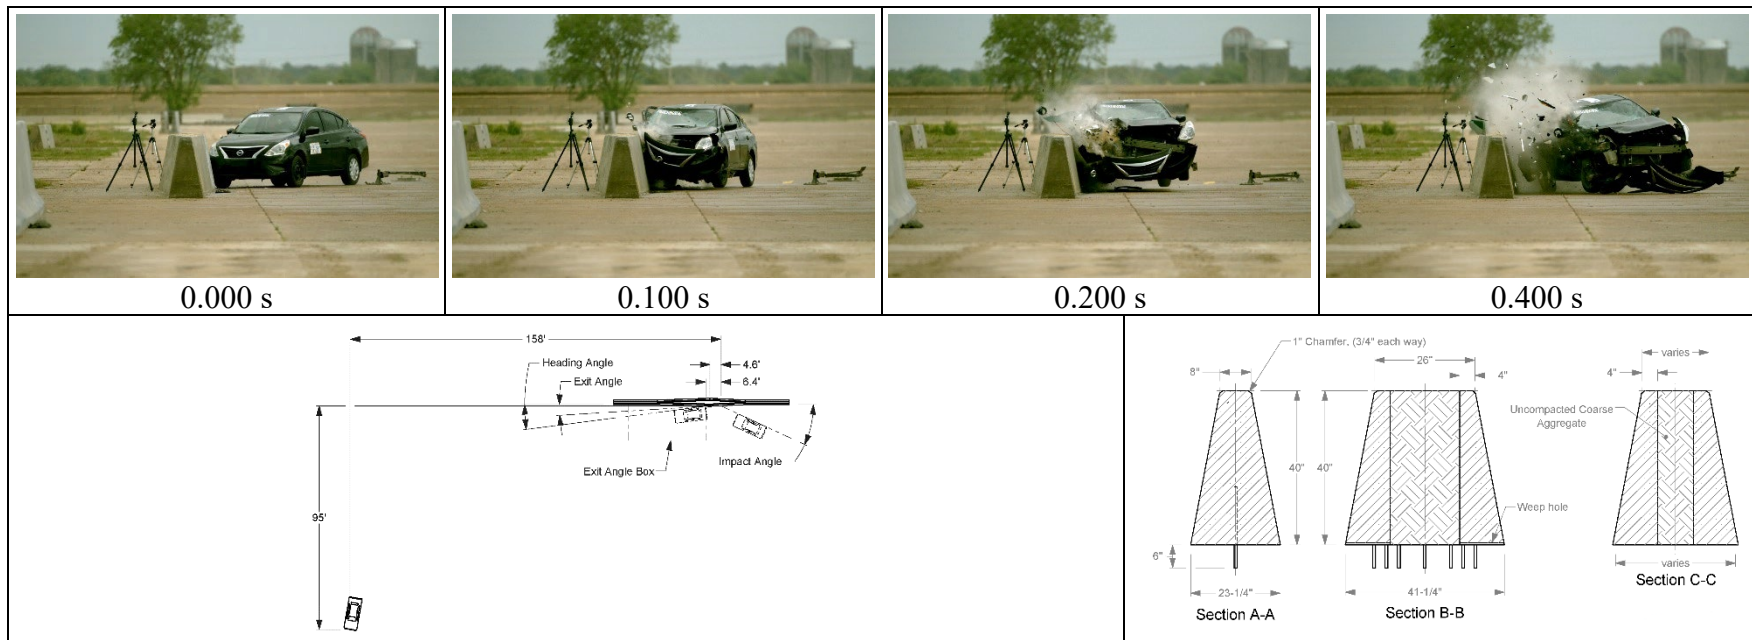 0.000 s
0.100 s
0.200 s
0.400 s
158'
Heading Angle
4.6'
Exit Angle
6.4'
Impact Angle
Exit Angle Box
95'
1" Chamfer, (3/4" each way)
8"
26"
4"
varies
4"
Uncompacted Coarse
Aggregate
40"
40"
Weep hole
6"
23-1/4"
41-1/4"
varies
Section A-A
Section B-B
Section C-C